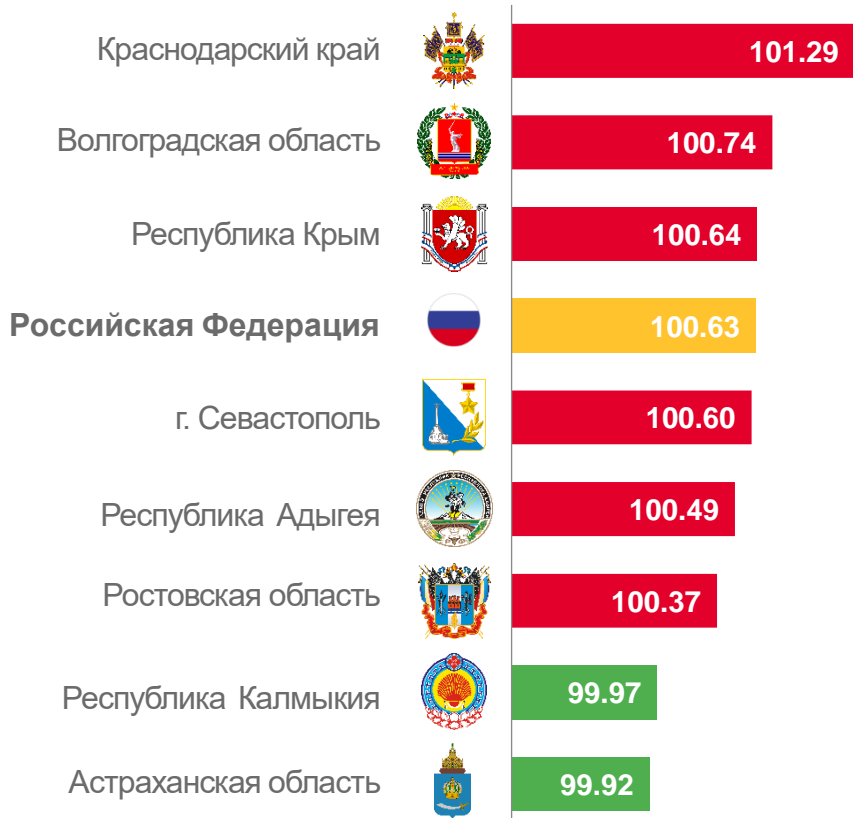 Краснодарский край 101.29
Волгоградская область 100.74
Республика Крым 100.64
Российская Федерация 100.63
г. Севастополь 100.60
Республика Адыгея 100.49
Ростовская область 100.37
Республика Калмыкия 99.97
Астраханская область 99.92